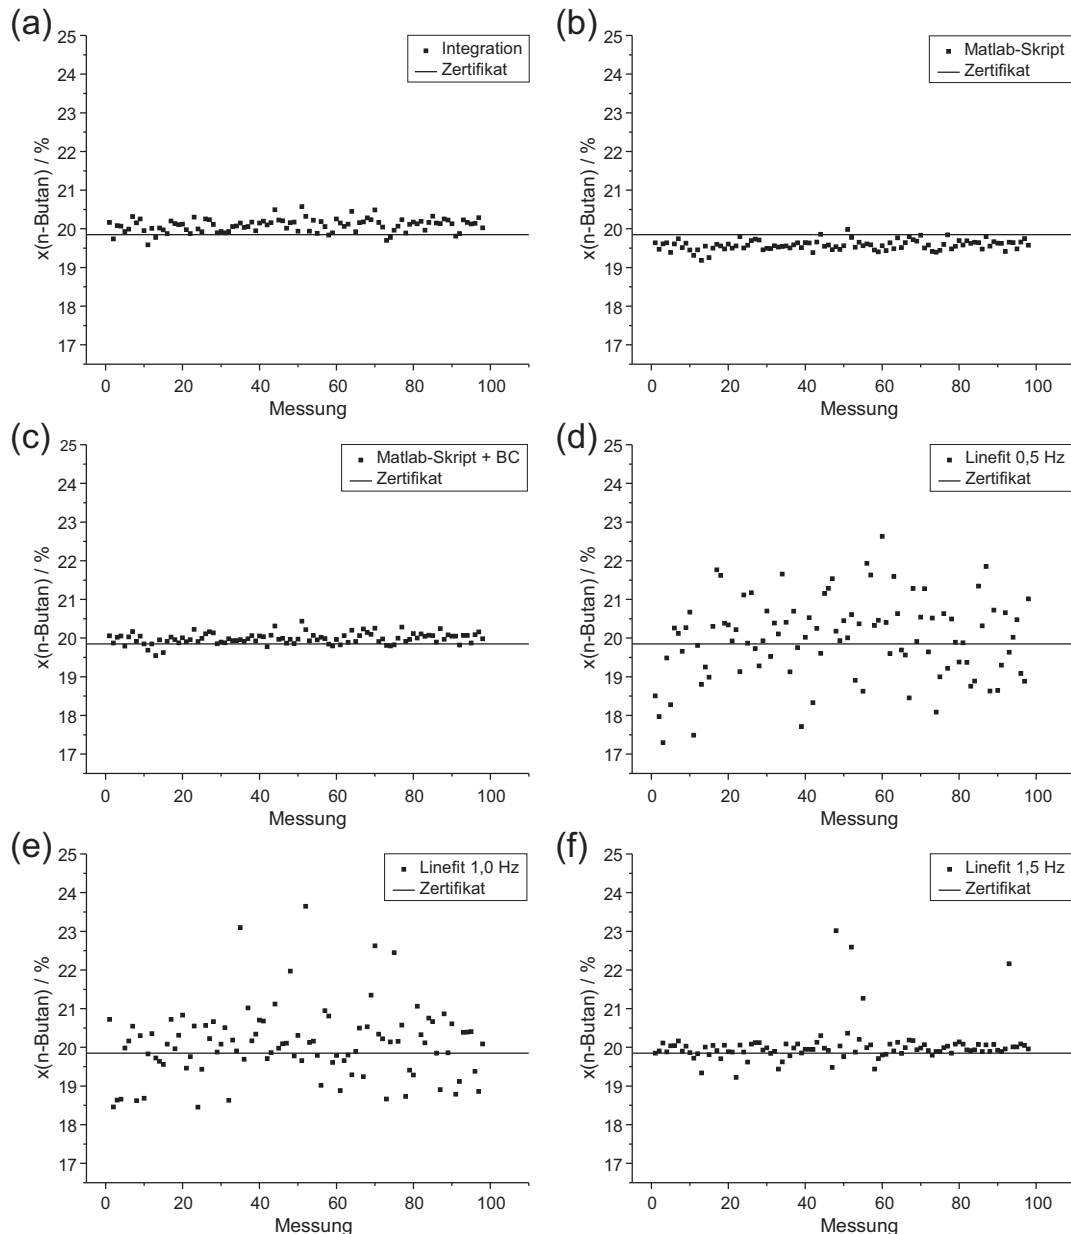 (a)
25
24
23
22
21
20
19
18
17
x(n-Butan) / %
Integration
Zertifikat
0 20 40 60 80 100
Messung
(b)
25
24
23
22
21
20
19
18
17
x(n-Butan) / %
Matlab-Skript
Zertifikat
0 20 40 60 80 100
Messung
(c)
25
24
23
22
21
20
19
18
17
x(n-Butan) / %
Matlab-Skript + BC
Zertifikat
0 20 40 60 80 100
Messung
(d)
25
24
23
22
21
20
19
18
17
x(n-Butan) / %
Linefit 0,5 Hz
Zertifikat
0 20 40 60 80 100
Messung
(e)
25
24
23
22
21
20
19
18
17
x(n-Butan) / %
Linefit 1,0 Hz
Zertifikat
0 20 40 60 80 100
Messung
(f)
25
24
23
22
21
20
19
18
17
x(n-Butan) / %
Linefit 1,5 Hz
Zertifikat
0 20 40 60 80 100
Messung